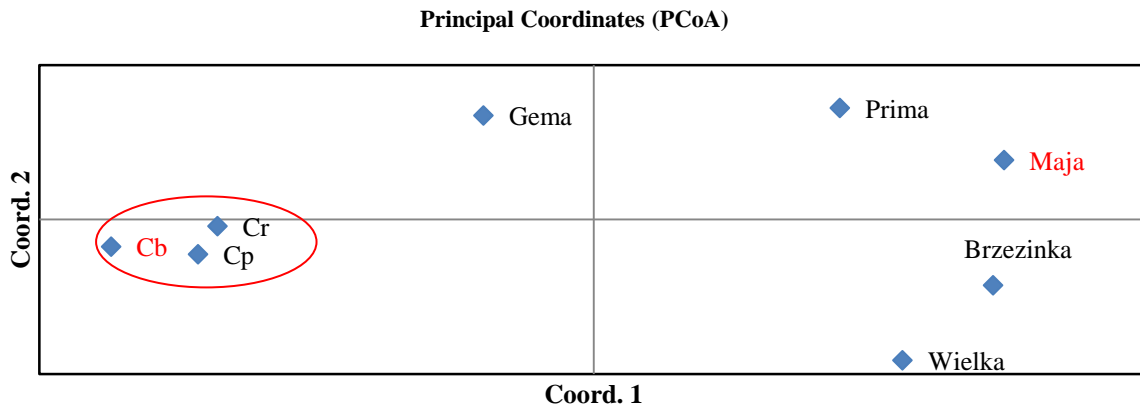 Principal Coordinates (PCoA)
Gema
Prima
Maja
Cr
Cb
Cp
Brzezinka
Wielka
Coord. 2
Coord. 1